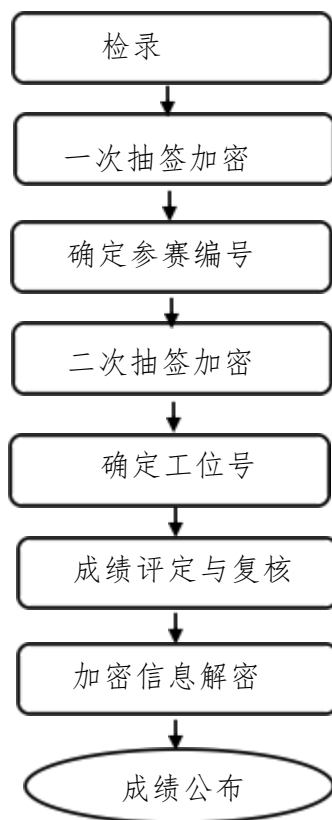 检录
一次抽签加密
确定参赛编号
二次抽签加密
确定工位号
成绩评定与复核
加密信息解密
成绩公布